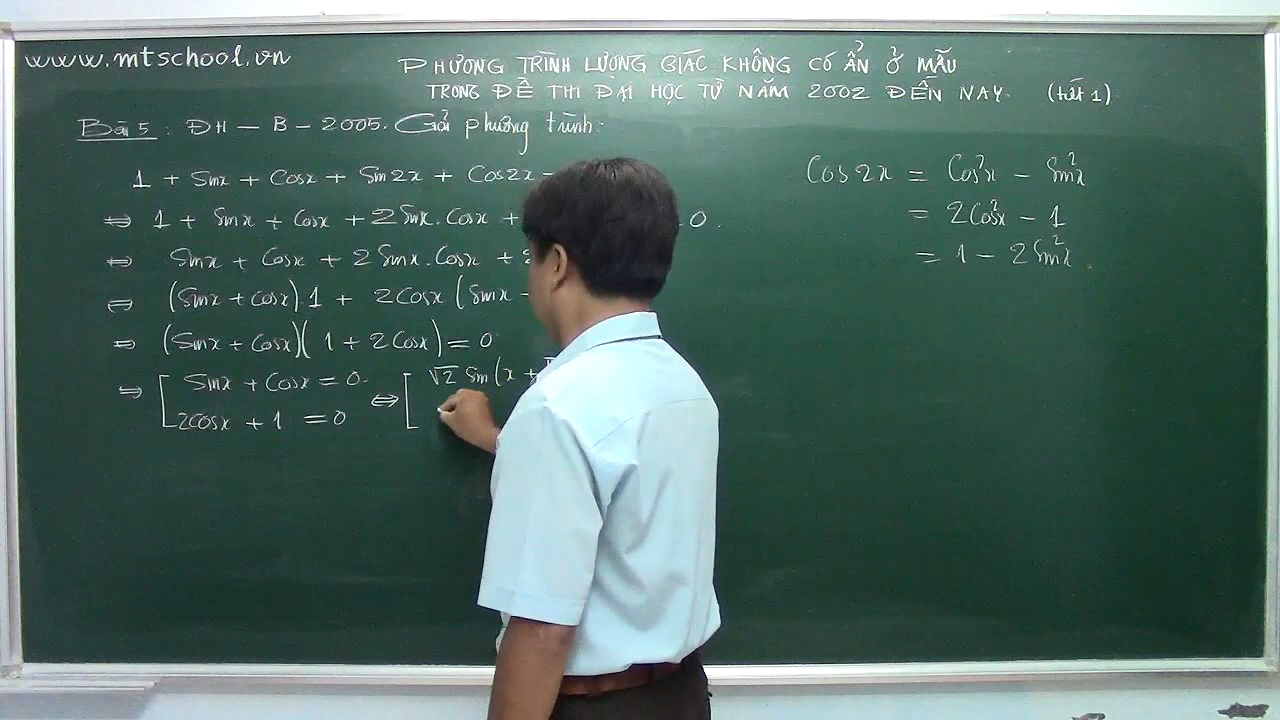 www.mtschool.vn
PHƯƠNG TRÌNH LƯỢNG GIÁC KHÔNG CÓ ẨN Ở MẪU
TRONG ĐỀ THI ĐẠI HỌC TỪ NĂM 2002 ĐẾN NAY. (tiết 1).
Bài 5: ĐH – B – 2005. Giải phương trình:
1 + Sinx + Cosx + Sin2x + Cos2x
⇔ 1 + Sinx + Cosx + 2Sinx.Cosx + 0.
⇔ Sinx + Cosx + 2Sinx.Cosx +
⇔ (Sinx + Cosx).1 + 2Cosx (Sinx
⇔ (Sinx + Cosx)(1 + 2Cosx) = 0
⇔ [ Sinx + Cosx = 0. ⇔ [ √2 Sin(x +
2Cosx + 1 = 0
Cos2x = Cos²x – Sin²x
= 2Cos²x – 1
= 1 – 2Sin²x.